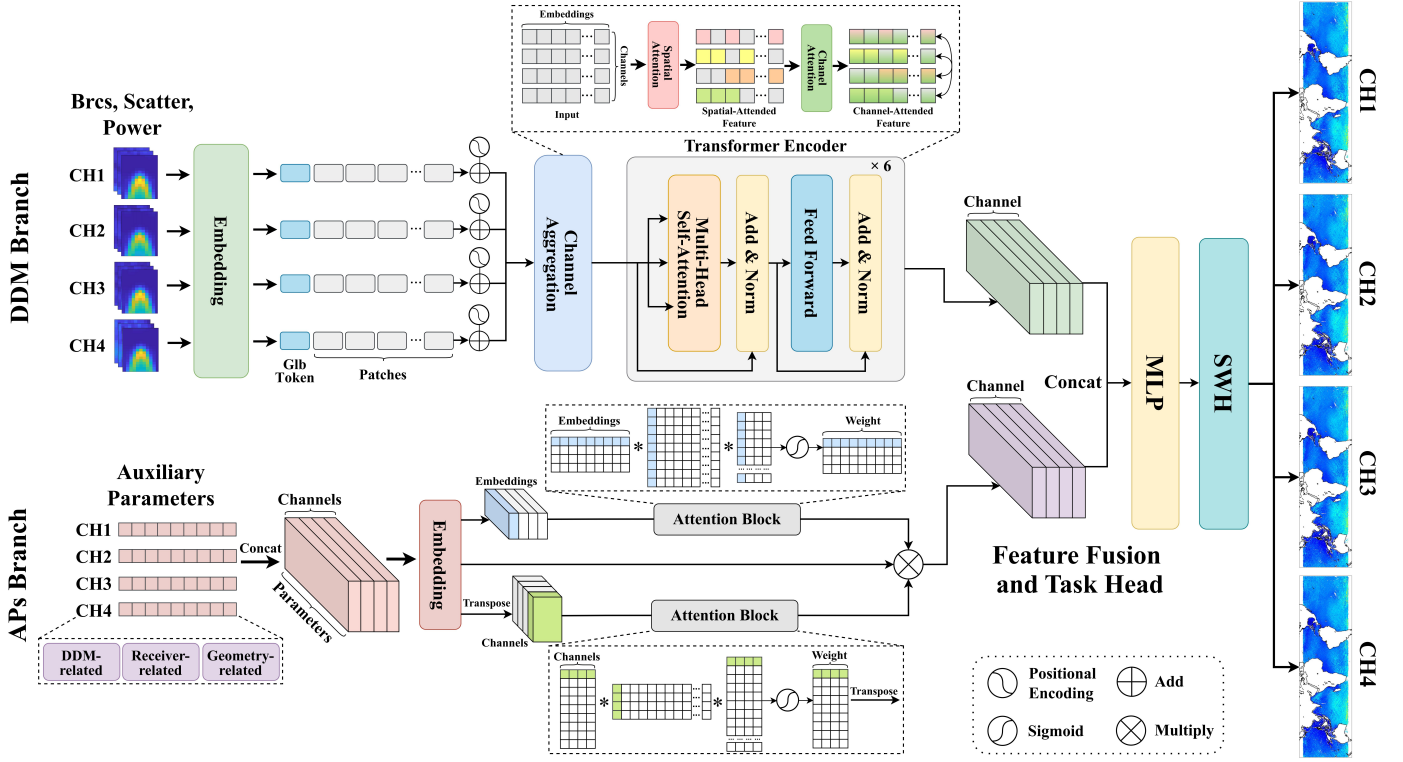 Embeddings
Channels
Input
Spatial
Attention
Spatial-Attended
Feature
Chanel
Attention
Channel-Attended
Feature
DDM Branch
Brcs, Scatter,
Power
CH1
CH2
CH3
CH4
Embedding
Glb
Token
Patches
Channel
Aggregation
Transformer Encoder
× 6
Multi-Head
Self-Attention
Add & Norm
Feed Forward
Add & Norm
Channel
APs Branch
Auxiliary
Parameters
CH1
CH2
CH3
CH4
DDM-
related
Receiver-
related
Geometry-
related
Concat
Channels
Parameters
Embedding
Embeddings
Transpose
Channels
Embeddings
*
*
Weight
Attention Block
Attention Block
Channels
*
*
Weight
Transpose
Channel
Concat
MLP
SWH
Feature Fusion
and Task Head
Positional
Encoding
Add
Sigmoid
Multiply
CH1
CH2
CH3
CH4